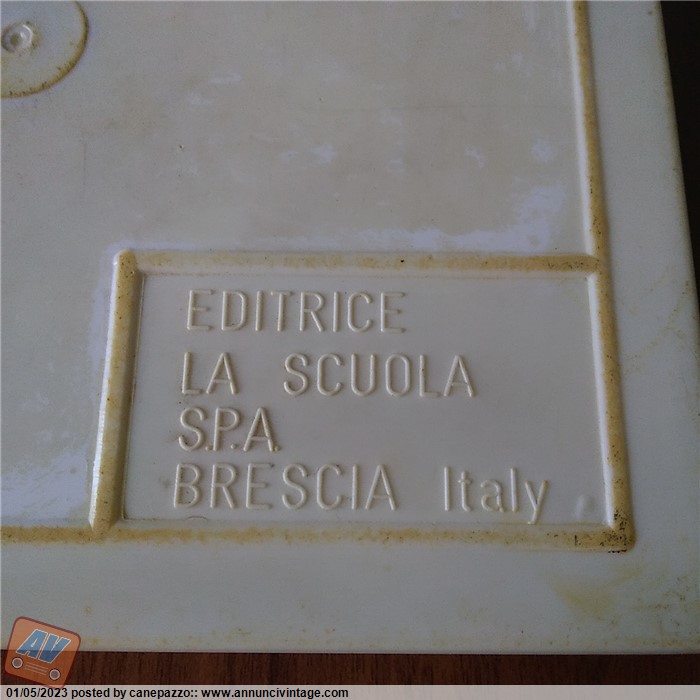 EDITRICE
LA SCUOLA
S.P.A.
BRESCIA Italy
AV
01/05/2023 posted by canepazzo:: www.annuncivintage.com